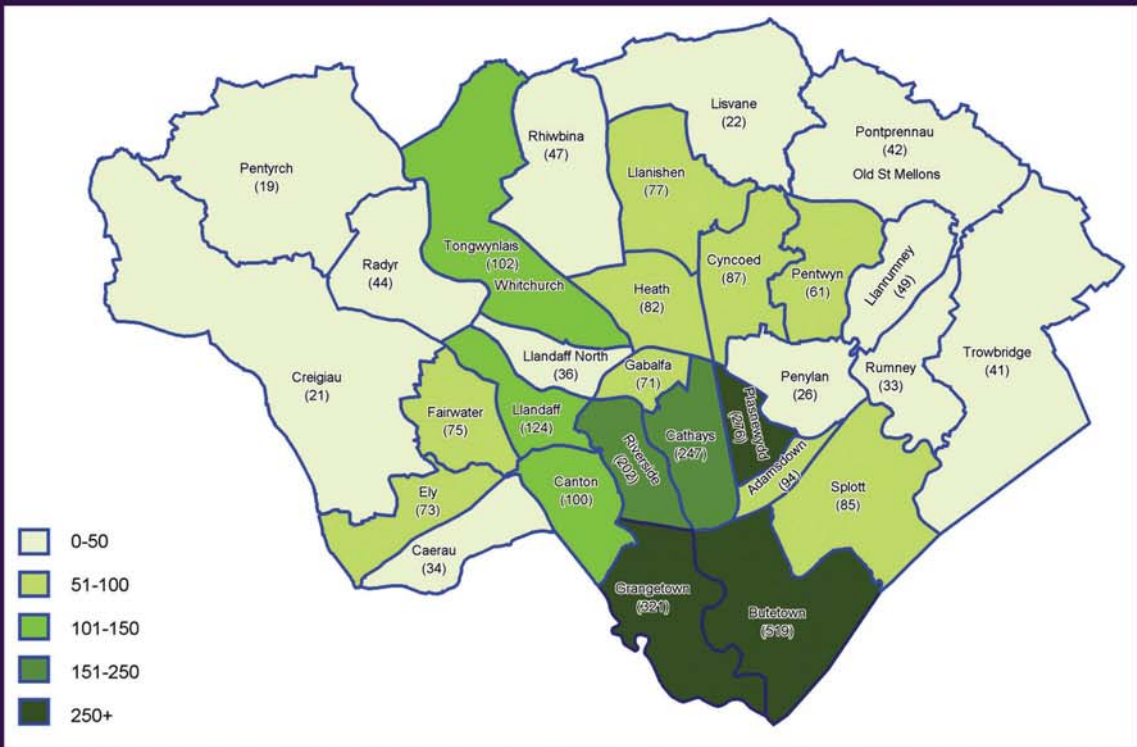 Lisvane
(22)
Pontprennau
(42)
Old St Mellons
Rhiwbina
(47)
Llanishen
(77)
Pentyrch
(19)
Tongwynlais
(102)
Whitchurch
Radyr
(44)
Cyncoed
(87)
Pentwyn
(61)
Llanrumney
(49)
Heath
(82)
Trowbridge
(41)
Llandaff North
(36)
Gabalfa
(71)
Penylan
(26)
Rumney
(33)
Creigiau
(21)
Fairwater
(75)
Llandaff
(124)
Riverside
(202)
Cathays
(247)
Plasnewydd
(276)
Adamsdown
(94)
Splott
(85)
Canton
(100)
Ely
(73)
Caerau
(34)
Grangetown
(321)
Butetown
(519)
0-50
51-100
101-150
151-250
250+